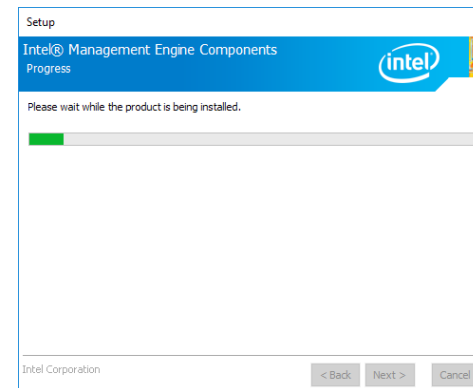 Setup
Intel® Management Engine Components
Progress
intel
Please wait while the product is being installed.
Intel Corporation
< Back
Next >
Cancel